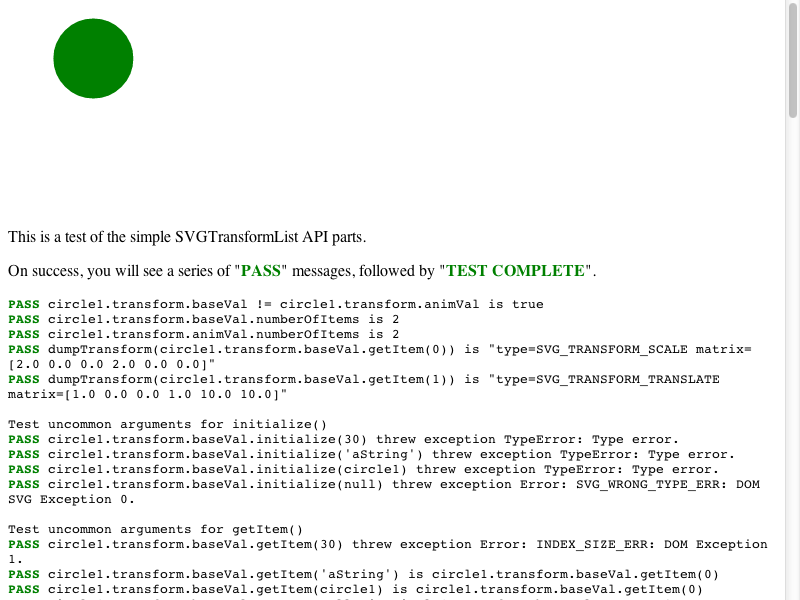 This is a test of the simple SVGTransformList API parts.
On success, you will see a series of "PASS" messages, followed by "TEST COMPLETE".
PASS circle1.transform.baseVal != circle1.transform.animVal is true
PASS circle1.transform.baseVal.numberOfItems is 2
PASS circle1.transform.animVal.numberOfItems is 2
PASS dumpTransform(circle1.transform.baseVal.getItem(0)) is "type=SVG_TRANSFORM_SCALE matrix=
[2.0 0.0 0.0 2.0 0.0 0.0]"
PASS dumpTransform(circle1.transform.baseVal.getItem(1)) is "type=SVG_TRANSFORM_TRANSLATE
matrix=[1.0 0.0 0.0 1.0 10.0 10.0]"
Test uncommon arguments for initialize()
PASS circle1.transform.baseVal.initialize(30) threw exception TypeError: Type error.
PASS circle1.transform.baseVal.initialize('aString') threw exception TypeError: Type error.
PASS circle1.transform.baseVal.initialize(circle1) threw exception TypeError: Type error.
PASS circle1.transform.baseVal.initialize(null) threw exception Error: SVG_WRONG_TYPE_ERR: DOM
SVG Exception 0.
Test uncommon arguments for getItem()
PASS circle1.transform.baseVal.getItem(30) threw exception Error: INDEX_SIZE_ERR: DOM Exception
1.
PASS circle1.transform.baseVal.getItem('aString') is circle1.transform.baseVal.getItem(0)
PASS circle1.transform.baseVal.getItem(circle1) is circle1.transform.baseVal.getItem(0)